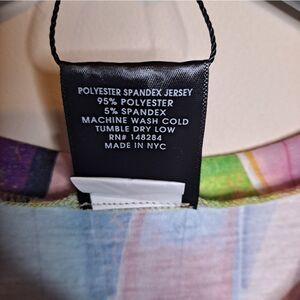 POLYESTER SPANDEX JERSEY
95% POLYESTER
5% SPANDEX
MACHINE WASH COLD
TUMBLE DRY LOW
RN# 148284
MADE IN NYC